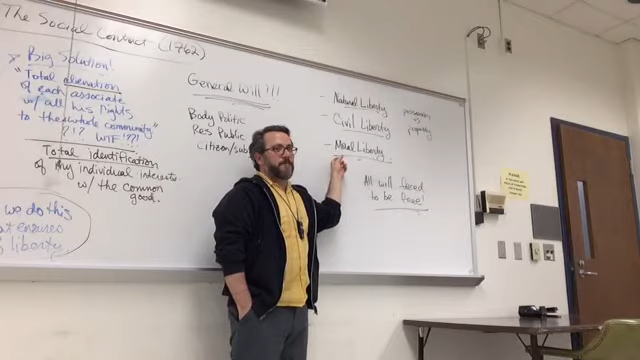 The Social Contract (1762)
Big Solution!
"Total alienation
of each associate
w/ all his rights
to the whole community"
?!? WTF???!
Total identification
of my individual interests
w/ the common
good.
we do this
ensures
liberty
General Will?!!
Body Politic
Res Public
Citizen/sub
- Natural Liberty possession
vs
Civil Liberty property
- Moral Liberty
All will forced
to be free!
PLEASE